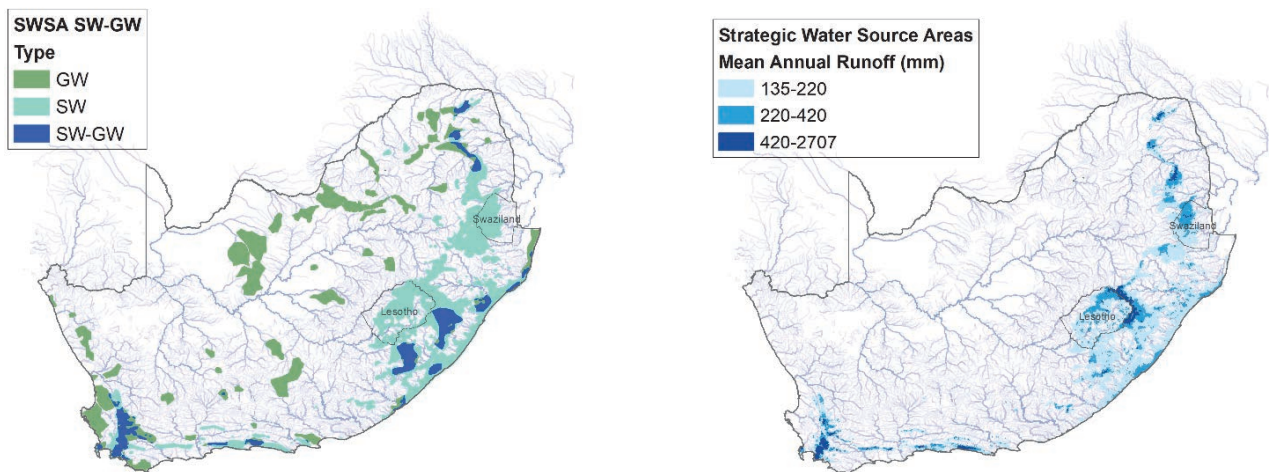 SWSA SW-GW
Type
GW
SW
SW-GW
Swaziland
Lesotho
Strategic Water Source Areas
Mean Annual Runoff (mm)
135-220
220-420
420-2707
Swaziland
Lesotho